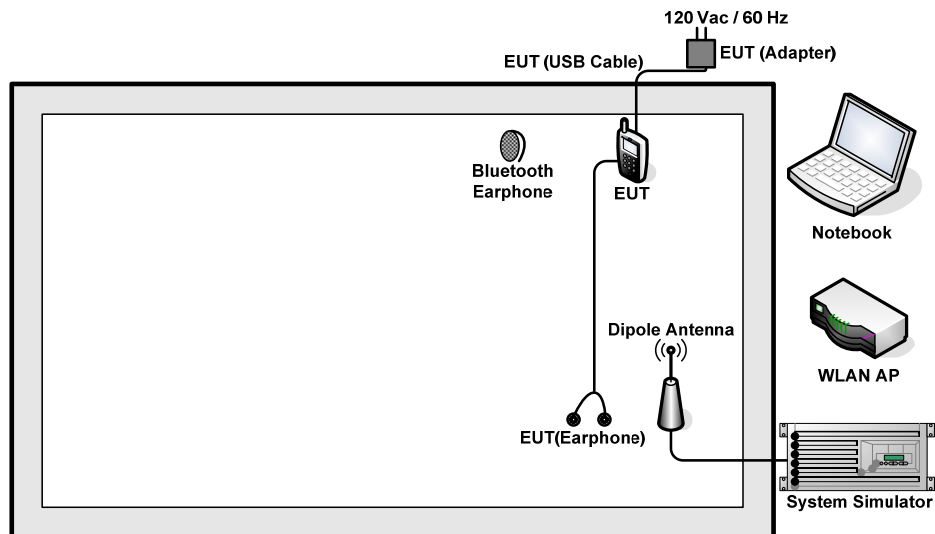 120 Vac / 60 Hz
EUT (USB Cable)
EUT (Adapter)
Bluetooth
Earphone
EUT
Notebook
Dipole Antenna
WLAN AP
EUT(Earphone)
System Simulator